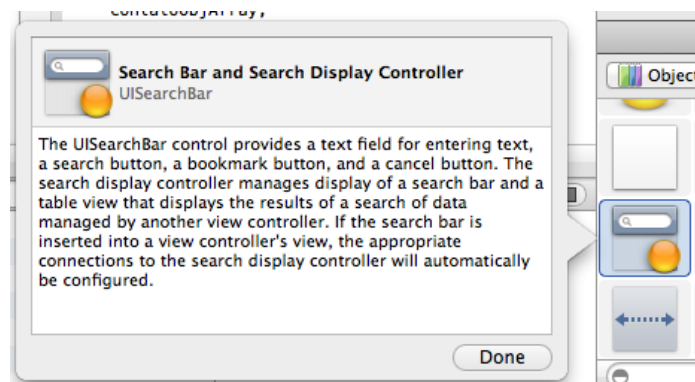 Search Bar and Search Display Controller
UISearchBar
The UISearchBar control provides a text field for entering text,
a search button, a bookmark button, and a cancel button. The
search display controller manages display of a search bar and a
table view that displays the results of a search of data
managed by another view controller. If the search bar is
inserted into a view controller's view, the appropriate
connections to the search display controller will automatically
be configured.
Done
Objec